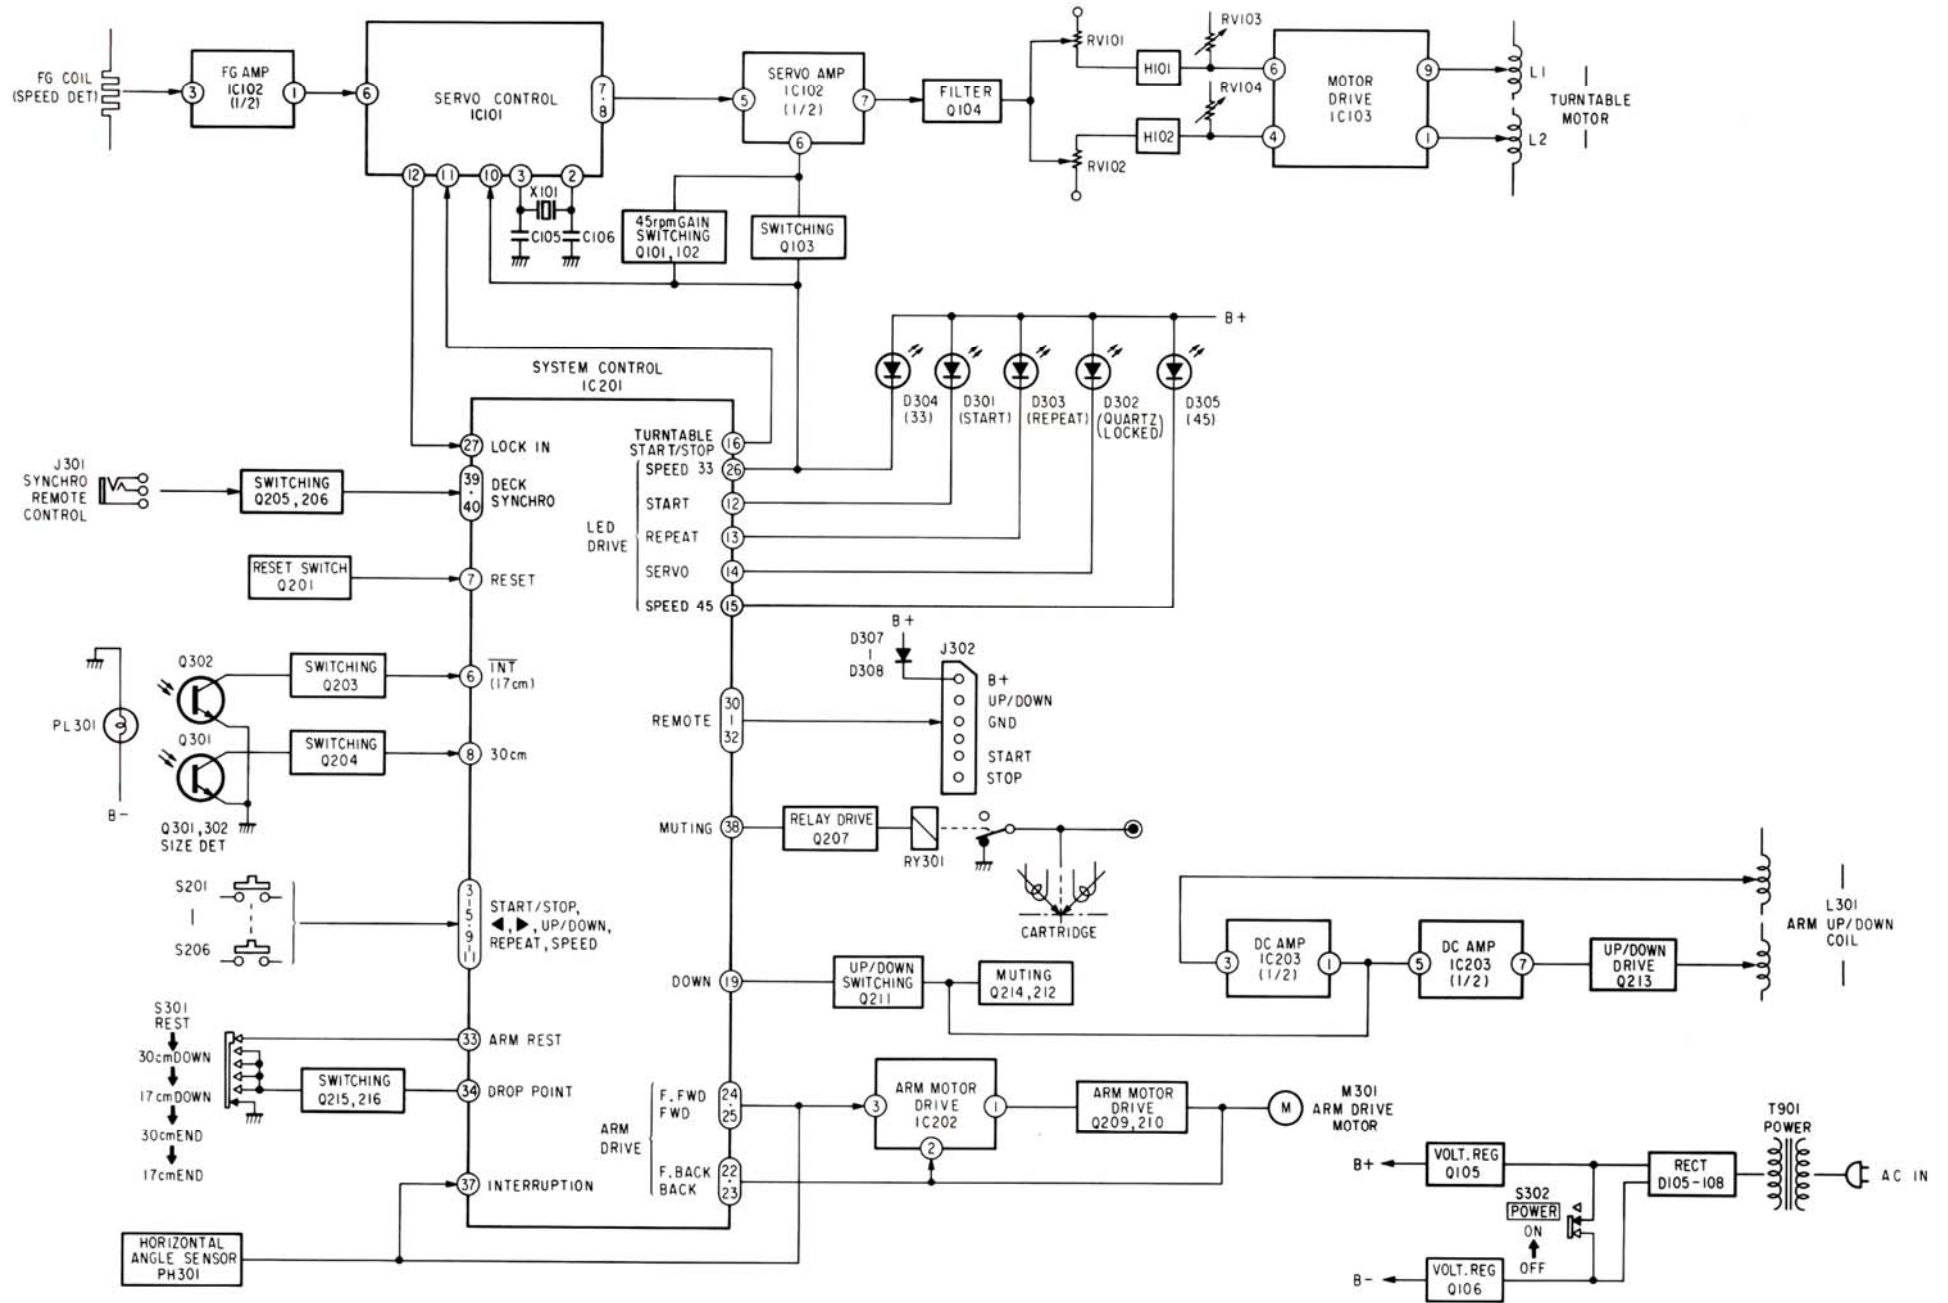 FG COIL
(SPEED DET)
3
FG AMP
IC102
(1/2)
1
6
SERVO CONTROL
IC101
7
8
12
11
10
3
2
X101
C105
C106
5
SERVO AMP
IC102
(1/2)
7
6
FILTER
Q104
RV101
RV102
H101
H102
RV103
RV104
6
4
MOTOR
DRIVE
IC103
9
1
L1
L2
TURNTABLE
MOTOR
45rpm GAIN
SWITCHING
Q101,102
SWITCHING
Q103
B+
D304
(33)
D301
(START)
D303
(REPEAT)
D302
(QUARTZ
LOCKED)
D305
(45)
SYSTEM CONTROL
IC201
27 LOCK IN
39
40
DECK
SYNCHRO
7 RESET
6 INT
(17cm)
8 30cm
3
5
9
11
START/STOP,
◀,▶,UP/DOWN,
REPEAT,SPEED
33 ARM REST
34 DROP POINT
37 INTERRUPTION
TURNTABLE
START/STOP
16
LED
DRIVE
SPEED 33 26
START 12
REPEAT 13
SERVO 14
SPEED 45 15
REMOTE
30
32
MUTING 38
DOWN 19
ARM
DRIVE
F.FWD
FWD
24
25
F.BACK
BACK
22
23
J301
SYNCHRO
REMOTE
CONTROL
SWITCHING
Q205,206
RESET SWITCH
Q201
PL301
B-
Q302
SWITCHING
Q203
Q301
SWITCHING
Q204
Q301,302
SIZE DET
S201
S206
S301
REST
30cmDOWN
17cmDOWN
30cmEND
17cmEND
SWITCHING
Q215,216
HORIZONTAL
ANGLE SENSOR
PH301
B+
D307
D308
J302
B+
UP/DOWN
GND
START
STOP
RELAY DRIVE
Q207
RY301
CARTRIDGE
UP/DOWN
SWITCHING
Q211
MUTING
Q214,212
3
DC AMP
IC203
(1/2)
1
5
DC AMP
IC203
(1/2)
7
UP/DOWN
DRIVE
Q213
L301
ARM UP/DOWN
COIL
3
ARM MOTOR
DRIVE
IC202
1
2
ARM MOTOR
DRIVE
Q209,210
M
M301
ARM DRIVE
MOTOR
B+
VOLT.REG
Q105
B-
VOLT.REG
Q106
S302
POWER
ON
OFF
RECT
D105-108
T901
POWER
AC IN